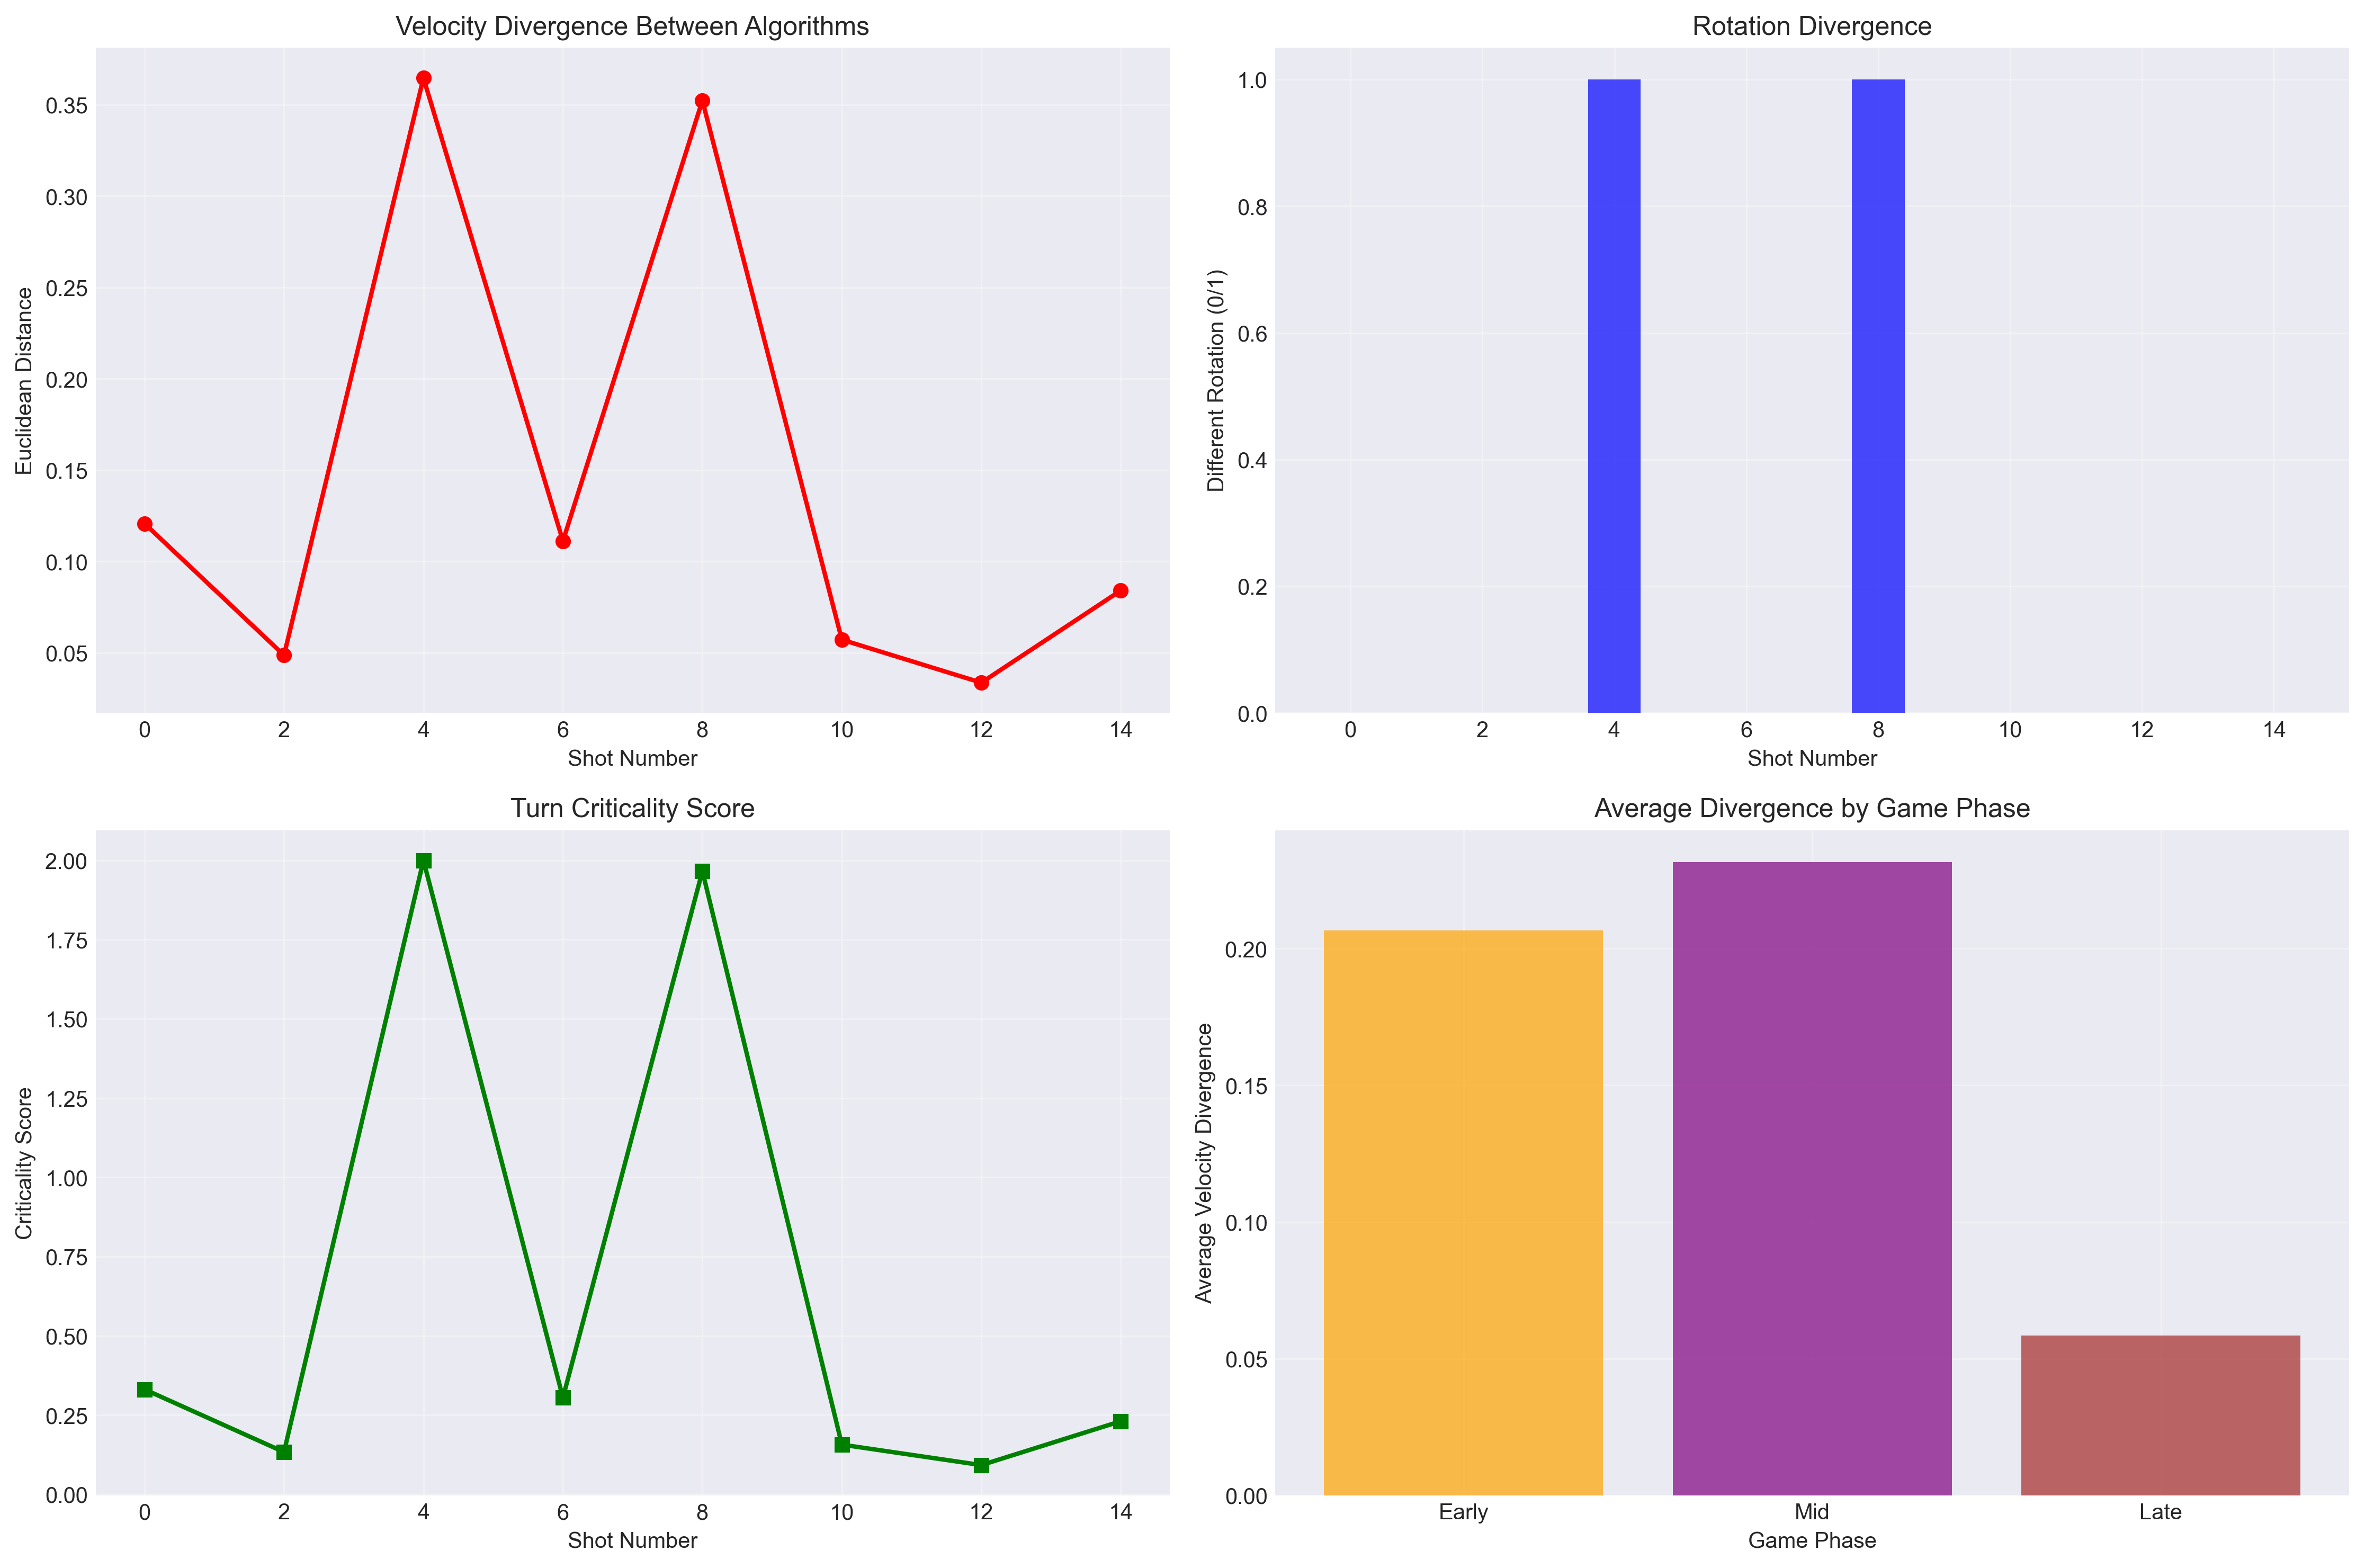 Velocity Divergence Between Algorithms
0.35
0.30
0.25
0.20
0.15
0.10
0.05
Euclidean Distance
0 2 4 6 8 10 12 14
Shot Number
Rotation Divergence
1.0
0.8
0.6
0.4
0.2
0.0
Different Rotation (0/1)
0 2 4 6 8 10 12 14
Shot Number
Turn Criticality Score
2.00
1.75
1.50
1.25
1.00
0.75
0.50
0.25
0.00
Criticality Score
0 2 4 6 8 10 12 14
Shot Number
Average Divergence by Game Phase
0.20
0.15
0.10
0.05
0.00
Average Velocity Divergence
Early Mid Late
Game Phase